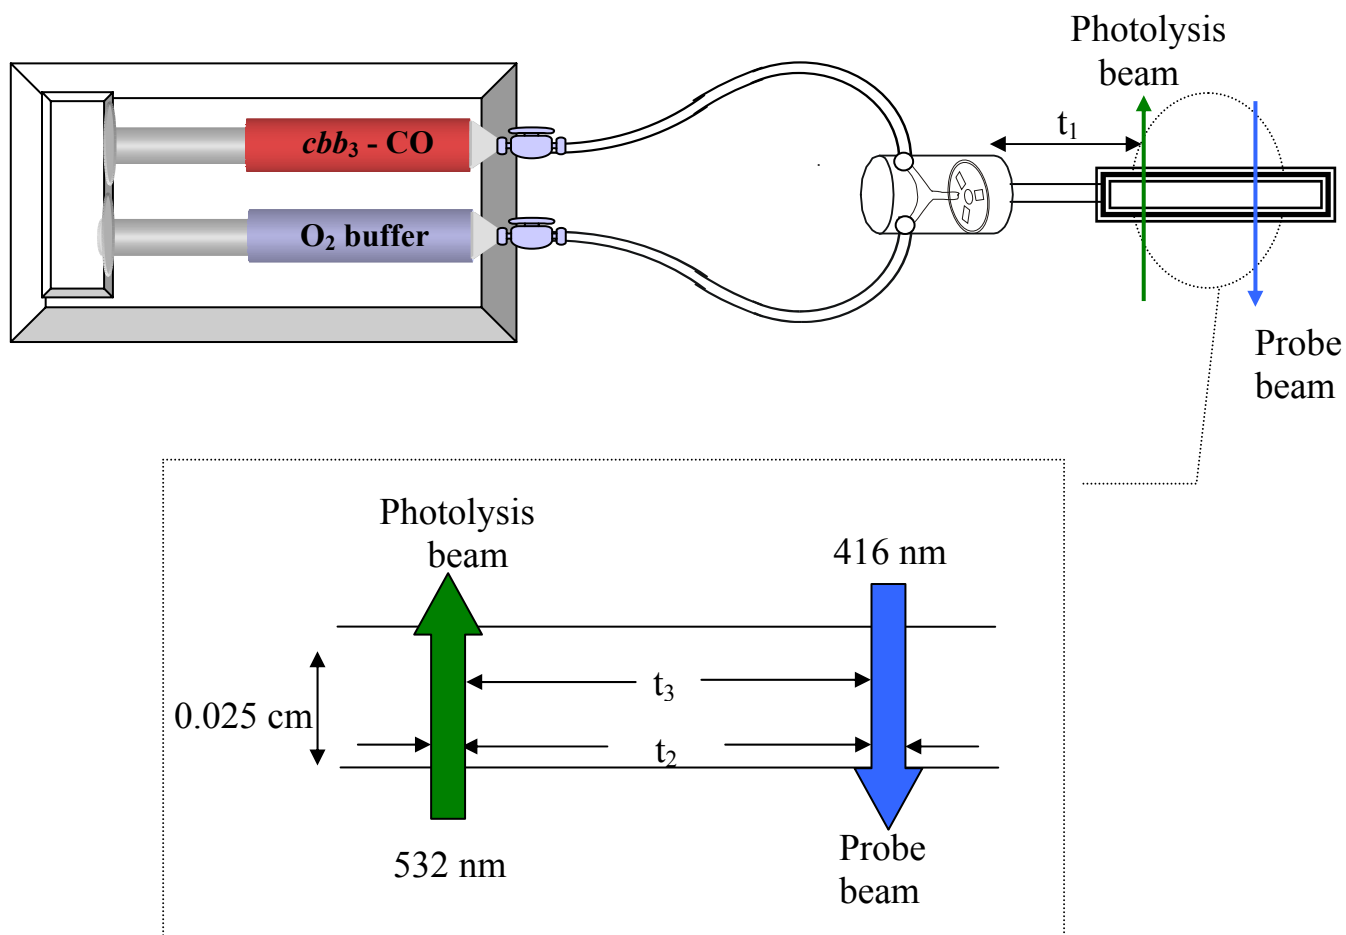 Photolysis
beam
t₁
cbb₃ - CO
O₂ buffer
Probe
beam
Photolysis
beam
416 nm
t₃
0.025 cm
t₂
532 nm
Probe
beam